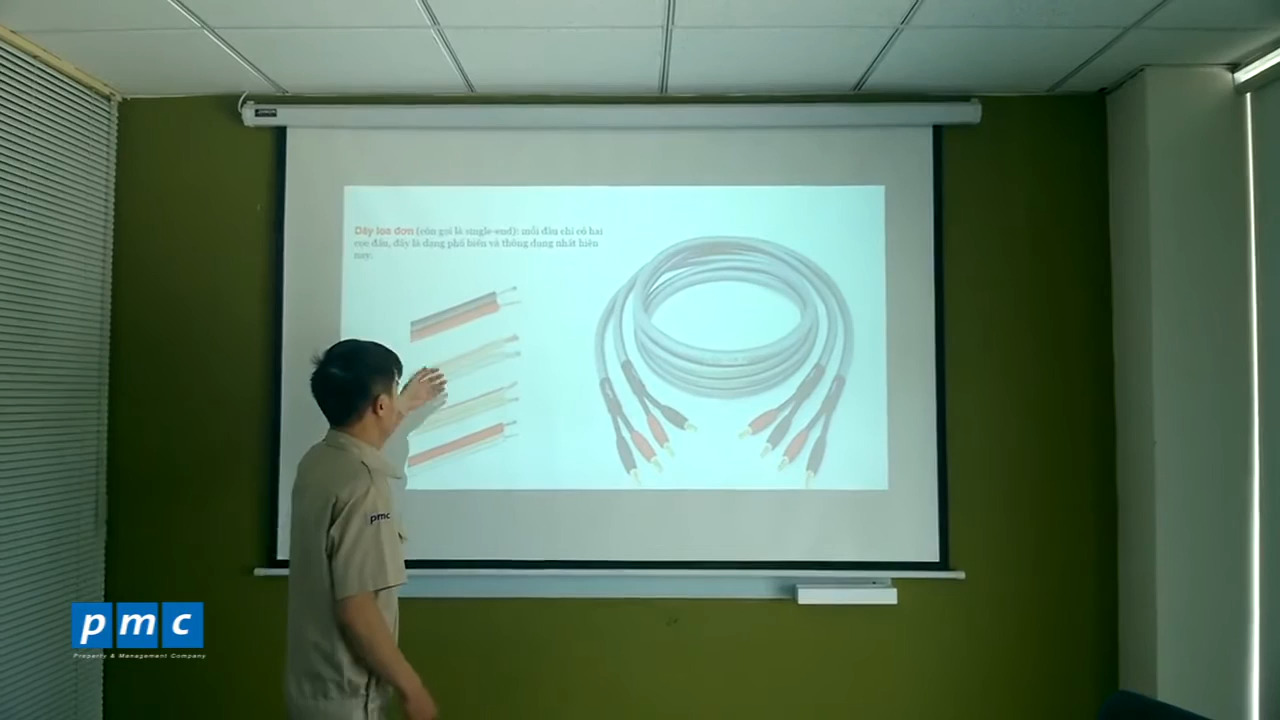 Dây loa đơn (còn gọi là single-end): mỗi đầu chỉ có hai
cọc đấu, đây là dạng phổ biến và thông dụng nhất hiện
nay.
pmc
pmc
Property & Management Company